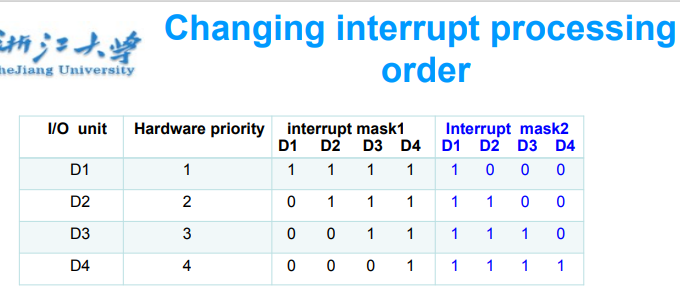 Changing interrupt processing
order
浙江大学
heJiang University
I/O unit Hardware priority interrupt mask1 Interrupt mask2
D1 D2 D3 D4 D1 D2 D3 D4
D1 1 1 1 1 1 1 0 0 0
D2 2 0 1 1 1 1 1 0 0
D3 3 0 0 1 1 1 1 1 0
D4 4 0 0 0 1 1 1 1 1